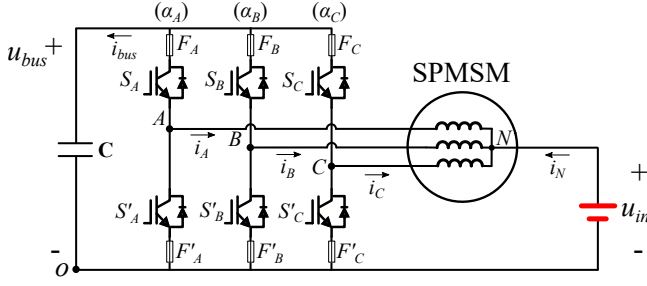 (α_A) (α_B) (α_C)
u_bus + i_bus F_A F_B F_C
S_A S_B S_C SPMSM
A N
B i_A
C i_B i_N +
C i_C u_in
S'_A S'_B S'_C
- F'_A F'_B F'_C -
o